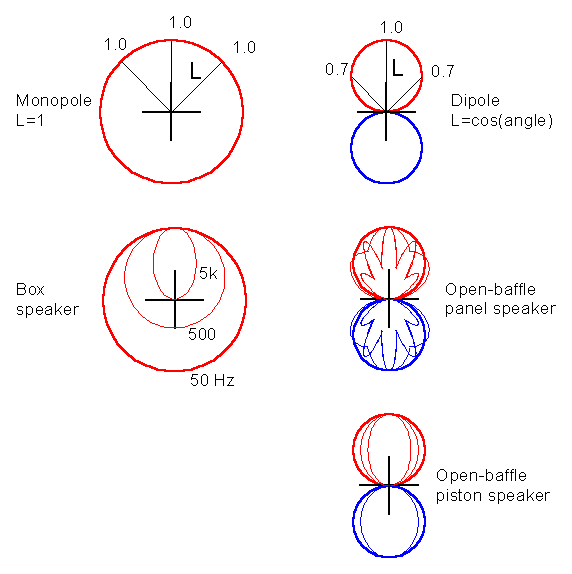 1.0
1.0
1.0
L
Monopole
L=1
1.0
0.7
L
0.7
Dipole
L=cos(angle)
Box
speaker
5k
500
50 Hz
Open-baffle
panel speaker
Open-baffle
piston speaker